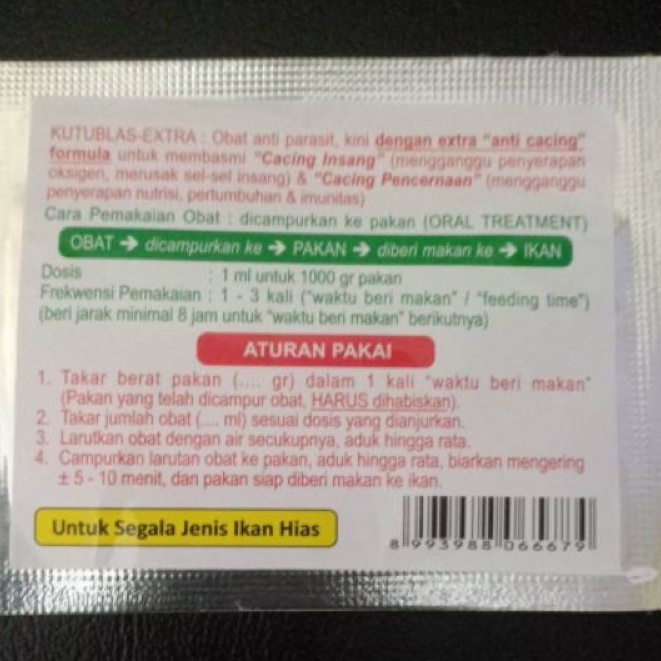 KUTUBLAS-EXTRA : Obat anti parasit, kini dengan extra "anti cacing"
formula untuk membasmi "Cacing Insang" (mengganggu penyerapan
oksigen, merusak sel-sel insang) & "Cacing Pencernaan" (mengganggu
penyerapan nutrisi, pertumbuhan & imunitas)
Cara Pemakaian Obat : dicampurkan ke pakan (ORAL TREATMENT)
OBAT → dicampurkan ke → PAKAN → diberi makan ke → IKAN
Dosis : 1 ml untuk 1000 gr pakan
Frekwensi Pemakaian : 1 - 3 kali ("waktu beri makan" / "feeding time")
(beri jarak minimal 8 jam untuk "waktu beri makan" berikutnya)
ATURAN PAKAI
1. Takar berat pakan (.... gr) dalam 1 kali "waktu beri makan"
(Pakan yang telah dicampur obat, HARUS dihabiskan).
2. Takar jumlah obat (.... ml) sesuai dosis yang dianjurkan.
3. Larutkan obat dengan air secukupnya, aduk hingga rata.
4. Campurkan larutan obat ke pakan, aduk hingga rata, biarkan mengering
± 5 - 10 menit, dan pakan siap diberi makan ke ikan.
Untuk Segala Jenis Ikan Hias
8 993988 066679